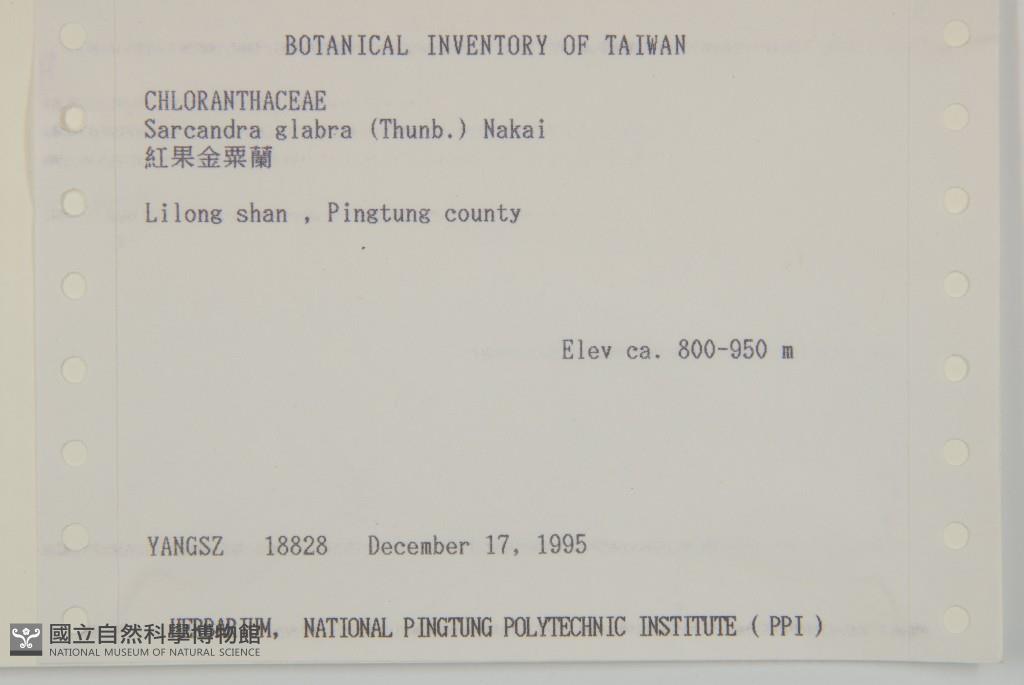 BOTANICAL INVENTORY OF TAIWAN
CHLORANTHACEAE
Sarcandra glabra (Thunb.) Nakai
紅果金粟蘭
Lilong shan , Pingtung county
Elev ca. 800-950 m
YANGSZ 18828 December 17, 1995
HERBARIUM, NATIONAL PINGTUNG POLYTECHNIC INSTITUTE ( PPI )
國立自然科學博物館
NATIONAL MUSEUM OF NATURAL SCIENCE